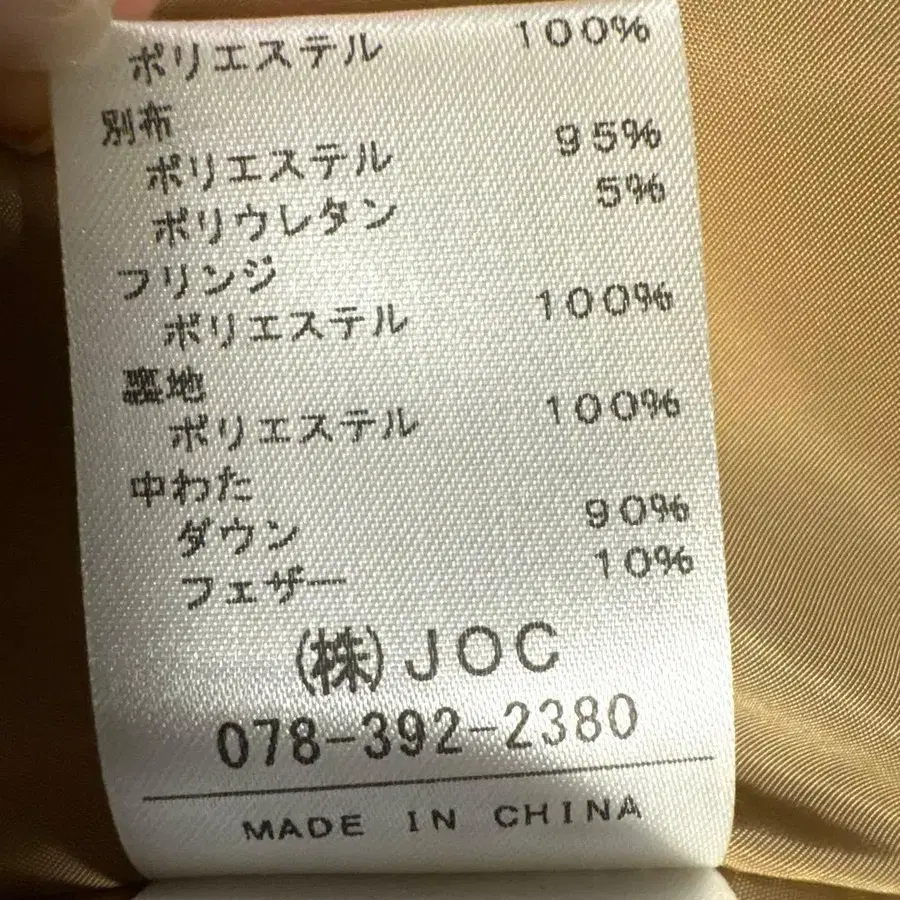 ポリエステル 100%
別布
ポリエステル 95%
ポリウレタン 5%
フリンジ
ポリエステル 100%
裏地
ポリエステル 100%
中わた
ダウン 90%
フェザー 10%
(株)JOC
078-392-2380
MADE IN CHINA